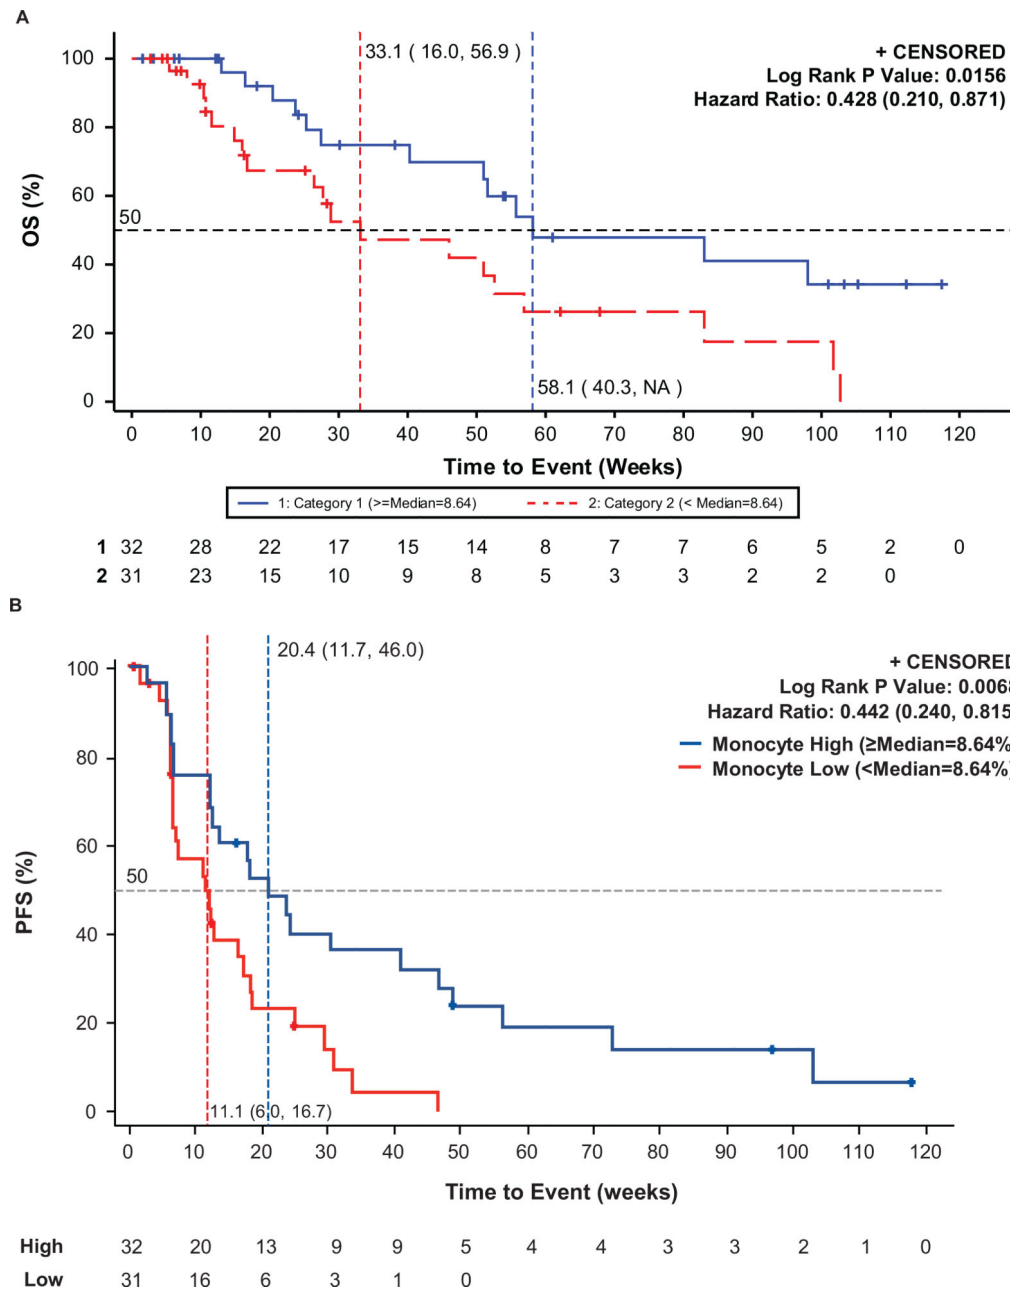 A
33.1 ( 16.0, 56.9 )
+ CENSORED
Log Rank P Value: 0.0156
Hazard Ratio: 0.428 (0.210, 0.871)
100
80
60
50
40
20
0
OS (%)
58.1 ( 40.3, NA )
0 10 20 30 40 50 60 70 80 90 100 110 120
Time to Event (Weeks)
1: Category 1 (>=Median=8.64) 2: Category 2 (< Median=8.64)
1 32 28 22 17 15 14 8 7 7 6 5 2 0
2 31 23 15 10 9 8 5 3 3 2 2 0
B
20.4 (11.7, 46.0)
+ CENSORED
Log Rank P Value: 0.0068
Hazard Ratio: 0.442 (0.240, 0.815
Monocyte High (≥Median=8.64%
Monocyte Low (<Median=8.64%)
100
80
60
50
40
20
0
PFS (%)
11.1 (6.0, 16.7)
0 10 20 30 40 50 60 70 80 90 100 110 120
Time to Event (weeks)
High 32 20 13 9 9 5 4 4 3 3 2 1 0
Low 31 16 6 3 1 0